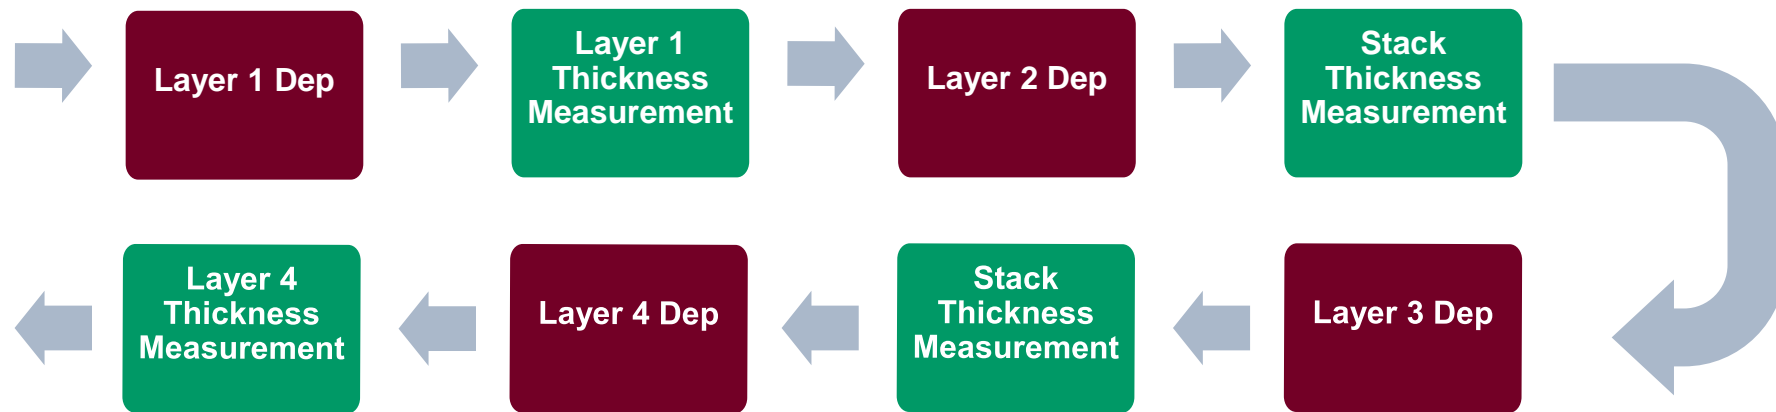 Layer 1 Dep
Layer 1
Thickness
Measurement
Layer 2 Dep
Stack
Thickness
Measurement
Layer 3 Dep
Stack
Thickness
Measurement
Layer 4 Dep
Layer 4
Thickness
Measurement